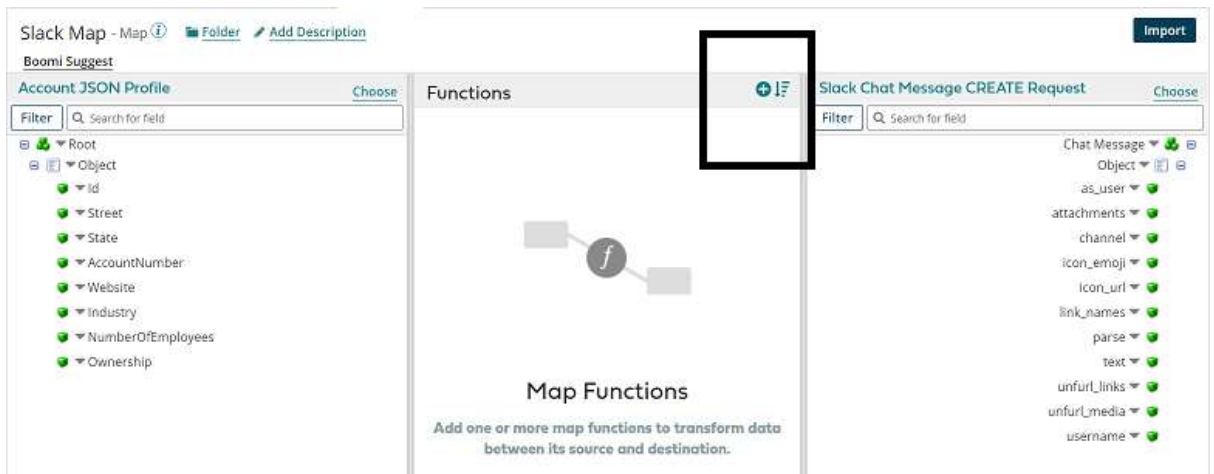 Slack Map - Map i Folder Add Description
Import
Boomi Suggest
Account JSON Profile Choose
Filter Search for field
Root
Object
Id
Street
State
AccountNumber
Website
Industry
NumberOfEmployees
Ownership
Functions
f
Map Functions
Add one or more map functions to transform data
between its source and destination.
Slack Chat Message CREATE Request Choose
Filter Search for field
Chat Message
Object
as_user
attachments
channel
icon_emoji
icon_url
link_names
parse
text
unfurl_links
unfurl_media
username